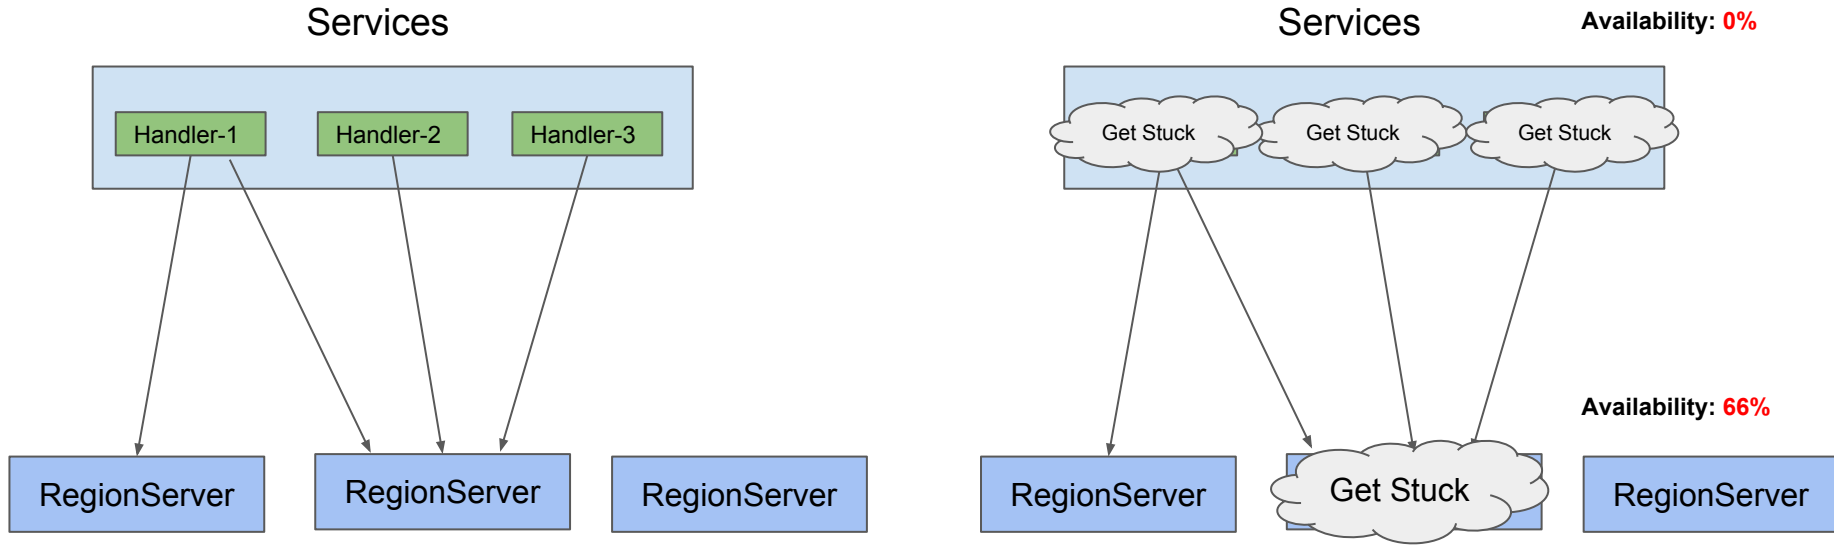 Services
Handler-1
Handler-2
Handler-3
RegionServer
RegionServer
RegionServer
Services
Availability: 0%
Get Stuck
Get Stuck
Get Stuck
Availability: 66%
RegionServer
Get Stuck
RegionServer